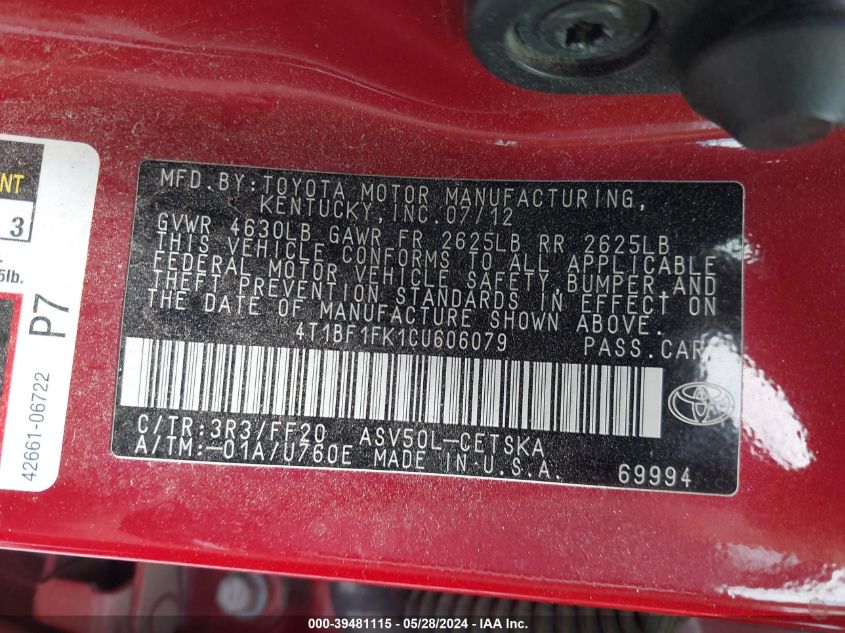 MFD.BY:TOYOTA MOTOR MANUFACTURING,
KENTUCKY,INC.07/12
GVWR 4630LB GAWR FR 2625LB RR 2625LB
THIS VEHICLE CONFORMS TO ALL APPLICABLE
FEDERAL MOTOR VEHICLE SAFETY,BUMPER,AND
THEFT PREVENTION STANDARDS IN EFFECT ON
THE DATE OF MANUFACTURE SHOWN ABOVE.
4T1BF1FK1CU606079 PASS.CAR
C/TR:3R3/FF20 ASV50L-CETSKA
A/TM:-01A/U760E MADE IN U.S.A.
69994
NT
3
5lb.
P7
42661-06722
000-39481115 - 05/28/2024 - IAA Inc.